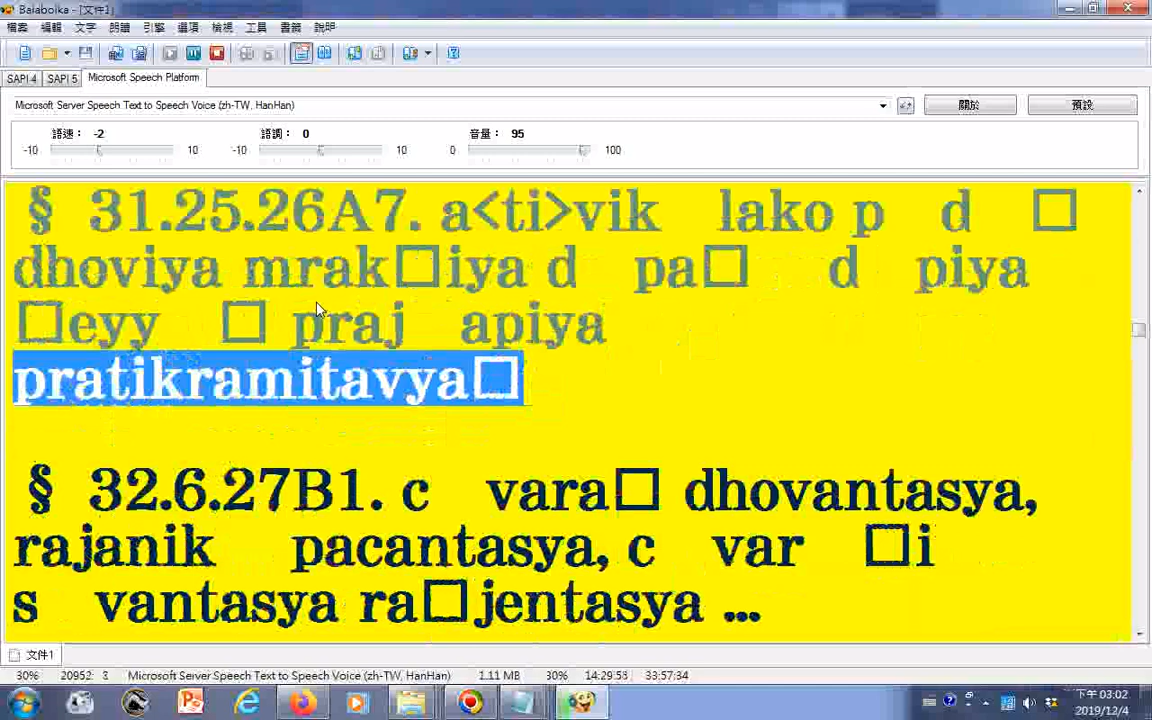 Balabolka - [文件1]
檔案 編輯 文字 朗讀 引擎 選項 檢視 工具 書籤 說明
SAPI 4 SAPI 5 Microsoft Speech Platform
Microsoft Server Speech Text to Speech Voice (zh-TW, HanHan) 關於 預設
語速： -2 語調： 0 音量： 95
-10 10 -10 10 0 100
§ 31.25.26A7. a<ti>vik lako p d □
dhoviya mrak□iya d pa□ d piya
□eyy □ praj apiya
pratikramitavya□
§ 32.6.27B1. c vara□ dhovantasya,
rajanik pacantasya, c var □i
s vantasya ra□jentasya ...
文件1
30% 20952: 8 Microsoft Server Speech Text to Speech Voice (zh-TW, HanHan) 1.11 MB 30% 14:29:53 33:57:34
下午 03:02
2019/12/4